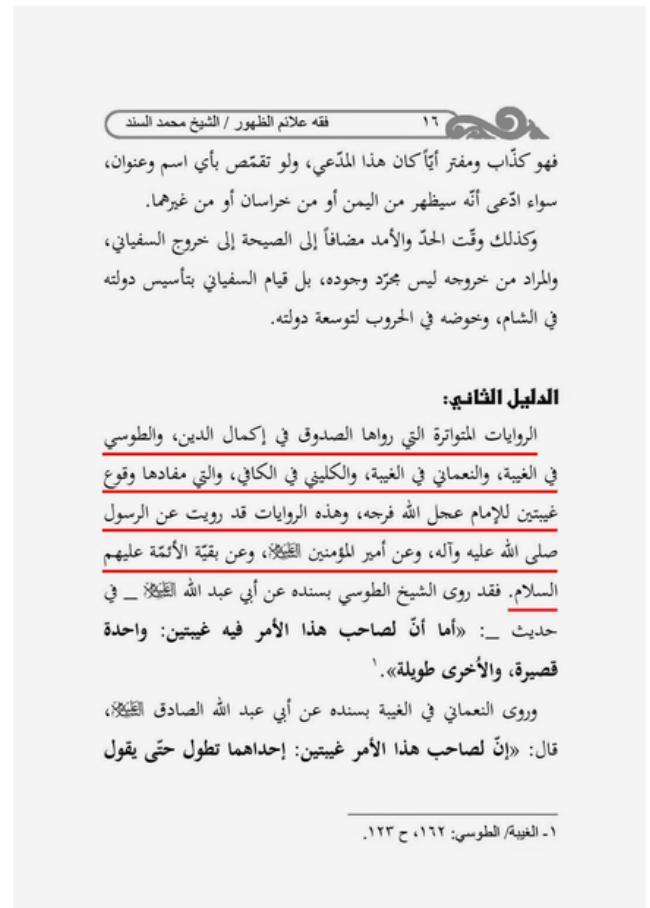 ١٦ فقه علائم الظهور / الشيخ محمد السند
فهو كذّاب ومفتر أيّاً كان هذا المدّعي، ولو تقمّص بأي اسم وعنوان،
سواء ادّعى أنّه سيظهر من اليمن أو من خراسان أو من غيرهما.
وكذلك وقّت الحدّ والأمد مضافاً إلى الصيحة إلى خروج السفياني،
والمراد من خروجه ليس مجرّد وجوده، بل قيام السفياني بتأسيس دولته
في الشام، وخوضه في الحروب لتوسعة دولته.
الدليل الثاني:
الروايات المتواترة التي رواها الصدوق في إكمال الدين، والطوسي
في الغيبة، والنعماني في الغيبة، والكليني في الكافي، والتي مفادها وقوع
غيبتين للإمام عجل الله فرجه، وهذه الروايات قد رويت عن الرسول
صلى الله عليه وآله، وعن أمير المؤمنين عليه السلام، وعن بقيّة الأئمّة عليهم
السلام. فقد روى الشيخ الطوسي بسنده عن أبي عبد الله عليه السلام _ في
حديث _: «أما أنّ لصاحب هذا الأمر فيه غيبتين: واحدة
قصيرة، والأخرى طويلة».١
وروى النعماني في الغيبة بسنده عن أبي عبد الله الصادق عليه السلام،
قال: «إنّ لصاحب هذا الأمر غيبتين: إحداهما تطول حتّى يقول
١- الغيبة/ الطوسي: ١٦٢، ح ١٢٣.